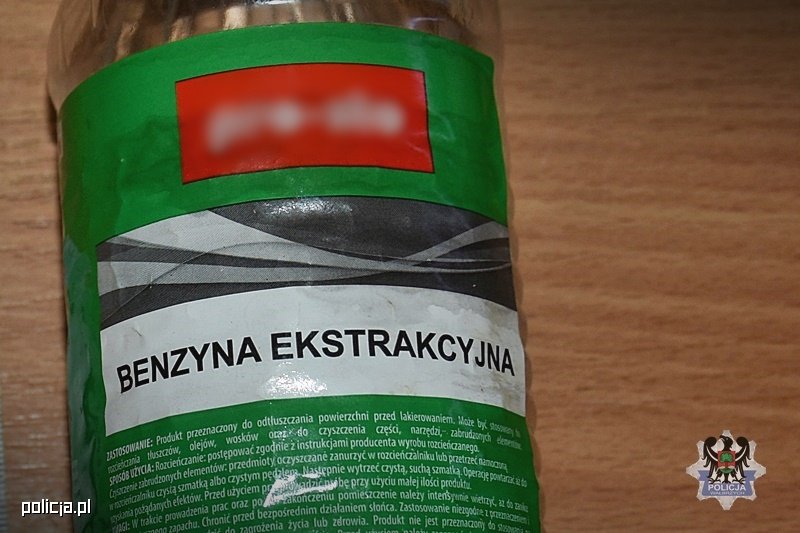 BENZYNA EKSTRAKCYJNA
ZASTOSOWANIE: Produkt przeznaczony do odtłuszczania powierzchni przed lakierowaniem. Może być stosowany do
rozcieńczania tłuszczów, olejów, wosków oraz do czyszczenia części, narzędzi, zabrudzonych elementów.
SPOSÓB UŻYCIA: Rozcieńczanie: postępować zgodnie z instrukcjami producenta wyrobu rozcieńczanego.
Czyszczenie zabrudzonych elementów: przedmioty oczyszczane zanurzyć w rozcieńczalniku lub przetrzeć namoczoną
w rozcieńczalniku czystą szmatką albo czystym pędzlem. Następnie wytrzeć czystą, suchą szmatką. Operację powtarzać aż do
uzyskania pożądanych efektów. Przed użyciem przeprowadzić próbę przy użyciu małej ilości produktu.
UWAGI: W trakcie prowadzenia prac oraz po zakończeniu pomieszczenie należy intensywnie wietrzyć, aż do zaniku
zapachu. Chronić przed bezpośrednim działaniem słońca. Zastosowanie niezgodne z przeznaczeniem
do zagrożenia życia lub zdrowia. Produkt nie jest przeznaczony do stosowania
POLICJA
WAŁBRZYCH
policja.pl